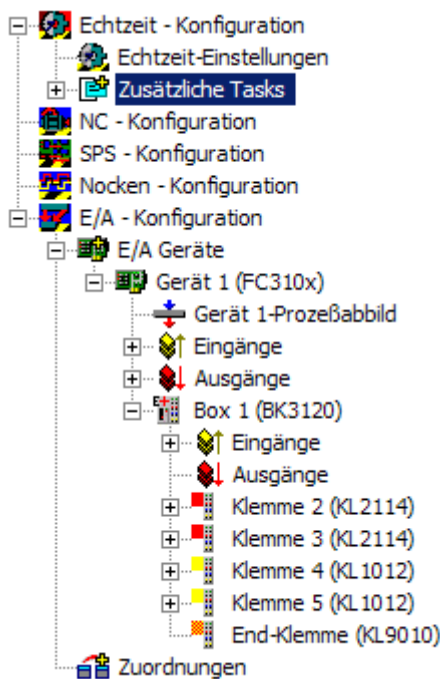 Echtzeit - Konfiguration
Echtzeit-Einstellungen
Zusätzliche Tasks
NC - Konfiguration
SPS - Konfiguration
Nocken - Konfiguration
E/A - Konfiguration
E/A Geräte
Gerät 1 (FC310x)
Gerät 1-Prozeßabbild
Eingänge
Ausgänge
Box 1 (BK3120)
Eingänge
Ausgänge
Klemme 2 (KL2114)
Klemme 3 (KL2114)
Klemme 4 (KL1012)
Klemme 5 (KL1012)
End-Klemme (KL9010)
Zuordnungen